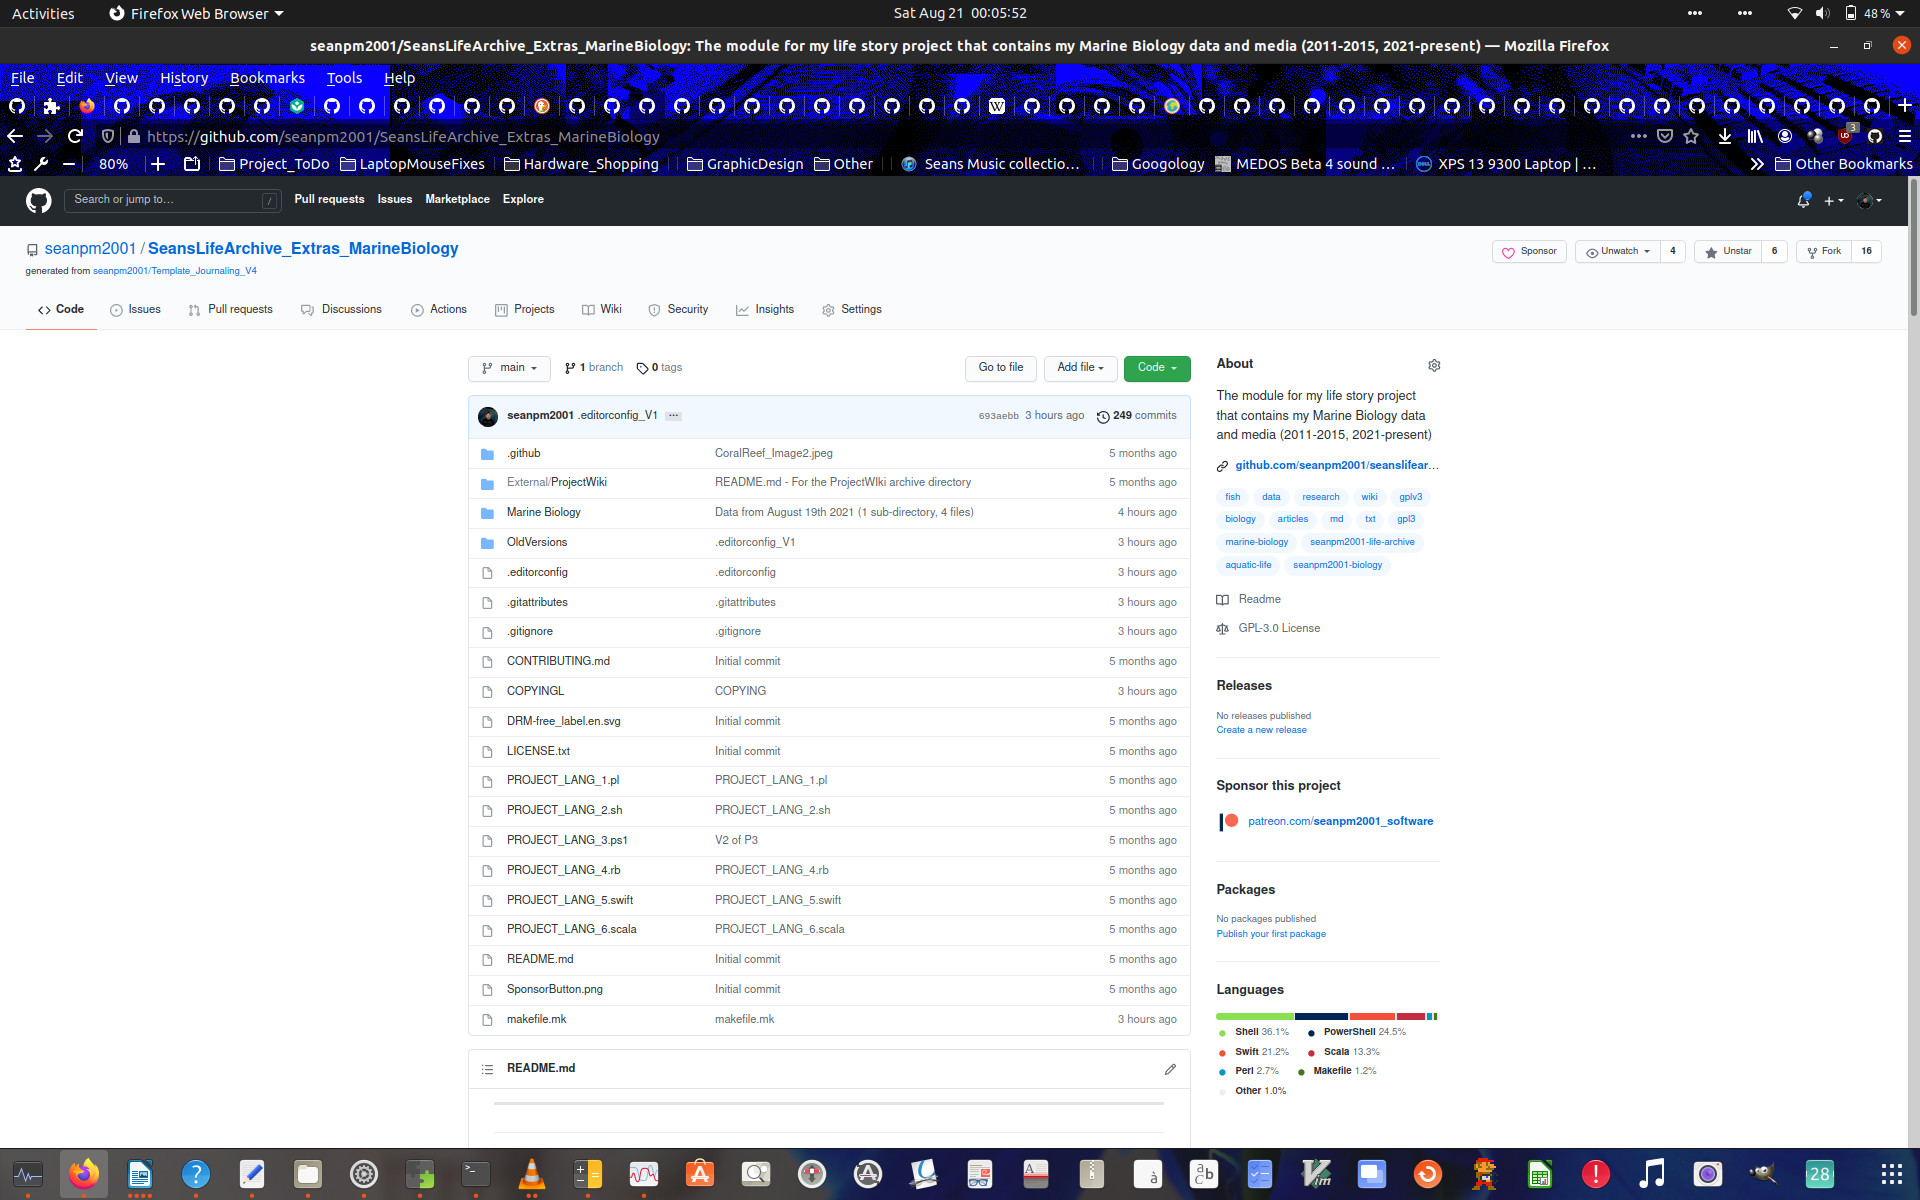 Activities Firefox Web Browser Sat Aug 21 00:05:52 48 %
seanpm2001/SeansLifeArchive_Extras_MarineBiology: The module for my life story project that contains my Marine Biology data and media (2011-2015, 2021-present) — Mozilla Firefox
File Edit View History Bookmarks Tools Help
https://github.com/seanpm2001/SeansLifeArchive_Extras_MarineBiology 3
80% Project_ToDo LaptopMouseFixes Hardware_Shopping GraphicDesign Other Seans Music collectio… Googology MEDOS Beta 4 sound … XPS 13 9300 Laptop | … Other Bookmarks
Search or jump to… / Pull requests Issues Marketplace Explore
seanpm2001 / SeansLifeArchive_Extras_MarineBiology Sponsor Unwatch 4 Unstar 6 Fork 16
generated from seanpm2001/Template_Journaling_V4
Code Issues Pull requests Discussions Actions Projects Wiki Security Insights Settings
main 1 branch 0 tags Go to file Add file Code
seanpm2001 .editorconfig_V1 … 693aebb 3 hours ago 249 commits
.github CoralReef_Image2.jpeg 5 months ago
External/ProjectWiki README.md - For the ProjectWIki archive directory 5 months ago
Marine Biology Data from August 19th 2021 (1 sub-directory, 4 files) 4 hours ago
OldVersions .editorconfig_V1 3 hours ago
.editorconfig .editorconfig 3 hours ago
.gitattributes .gitattributes 3 hours ago
.gitignore .gitignore 3 hours ago
CONTRIBUTING.md Initial commit 5 months ago
COPYINGL COPYING 3 hours ago
DRM-free_label.en.svg Initial commit 5 months ago
LICENSE.txt Initial commit 5 months ago
PROJECT_LANG_1.pl PROJECT_LANG_1.pl 5 months ago
PROJECT_LANG_2.sh PROJECT_LANG_2.sh 5 months ago
PROJECT_LANG_3.ps1 V2 of P3 5 months ago
PROJECT_LANG_4.rb PROJECT_LANG_4.rb 5 months ago
PROJECT_LANG_5.swift PROJECT_LANG_5.swift 5 months ago
PROJECT_LANG_6.scala PROJECT_LANG_6.scala 5 months ago
README.md Initial commit 5 months ago
SponsorButton.png Initial commit 5 months ago
makefile.mk makefile.mk 3 hours ago
README.md
About
The module for my life story project
that contains my Marine Biology data
and media (2011-2015, 2021-present)
github.com/seanpm2001/seanslifear…
fish data research wiki gplv3
biology articles md txt gpl3
marine-biology seanpm2001-life-archive
aquatic-life seanpm2001-biology
Readme
GPL-3.0 License
Releases
No releases published
Create a new release
Sponsor this project
patreon.com/seanpm2001_software
Packages
No packages published
Publish your first package
Languages
Shell 36.1% PowerShell 24.5%
Swift 21.2% Scala 13.3%
Perl 2.7% Makefile 1.2%
Other 1.0%
28